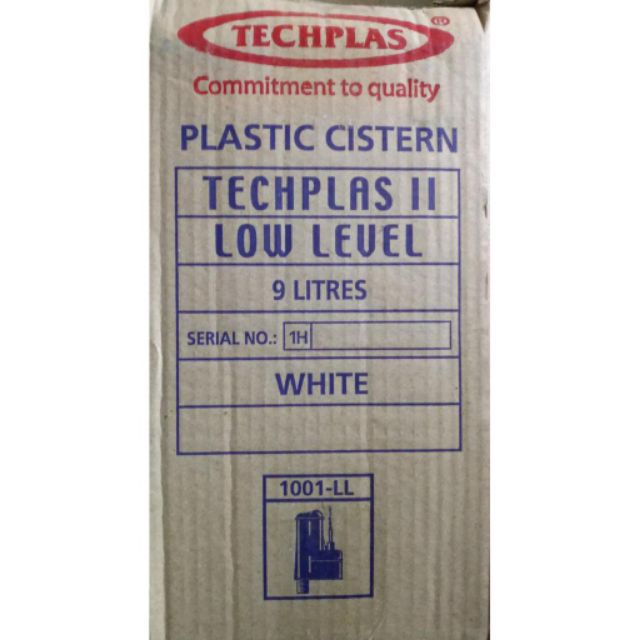 TECHPLAS®
Commitment to quality
PLASTIC CISTERN
TECHPLAS II
LOW LEVEL
9 LITRES
SERIAL NO.: 1H
WHITE
1001-LL